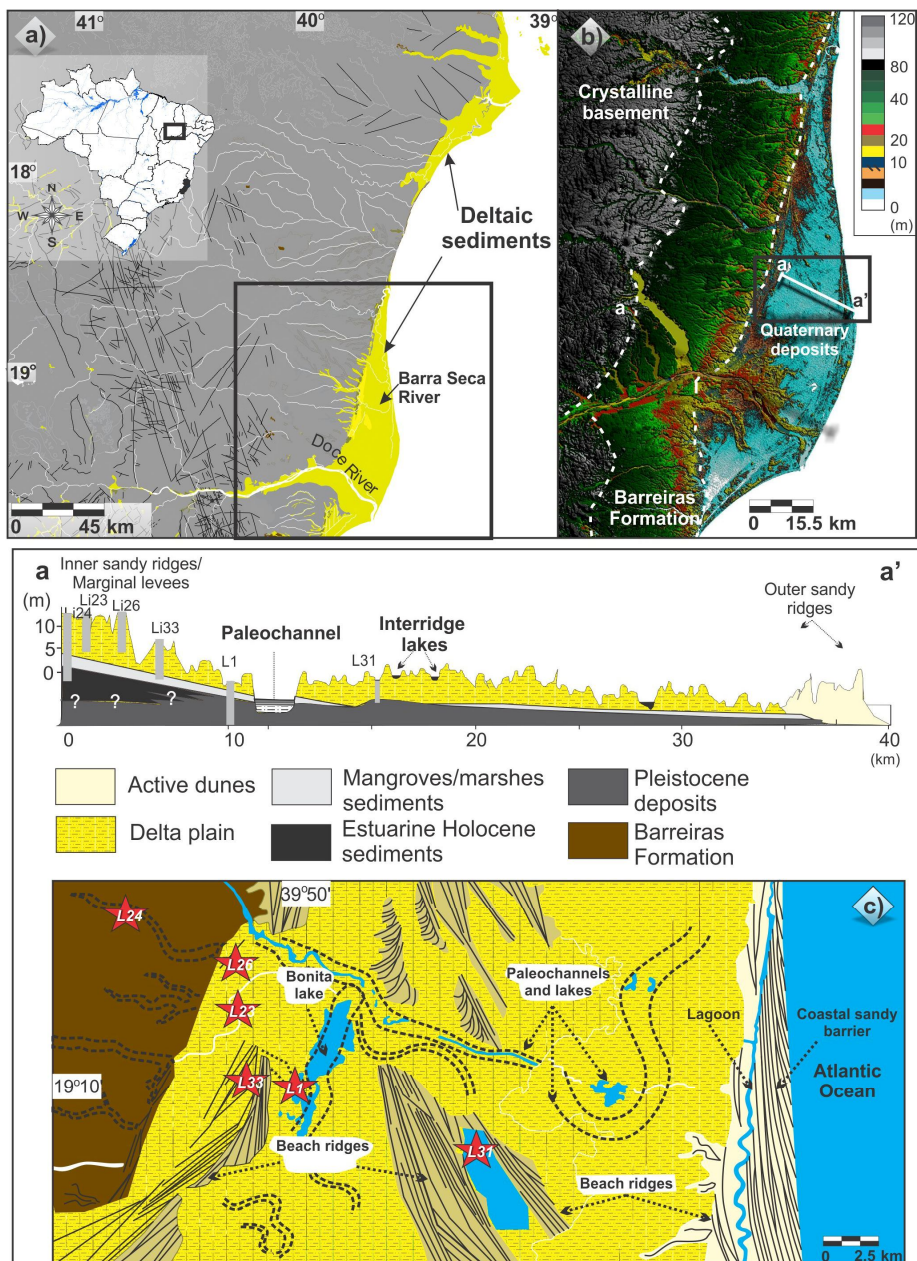 a)
41°
40°
39°
18°
19°
N
W
E
S
Deltaic
sediments
Barra Seca
River
Doce River
0
45 km
b)
Crystalline
basement
a
a
a'
Quaternary
deposits
?
Barreiras
Formation
0
15.5 km
120
80
40
20
10
0
(m)
a
a'
(m)
10
5
0
Inner sandy ridges/
Marginal levees
Li23
Li24
Li26
Li33
L1
Paleochannel
L31
Interridge
lakes
Outer sandy
ridges
?
?
?
0
10
20
30
40
(km)
Active dunes
Mangroves/marshes
sediments
Pleistocene
deposits
Delta plain
Estuarine Holocene
sediments
Barreiras
Formation
39°50'
c)
L24
L26
L23
L33
L1
L31
Bonita
lake
Paleochannels
and lakes
Lagoon
Coastal sandy
barrier
Atlantic
Ocean
19°10'
Beach ridges
Beach ridges
0
2.5 km